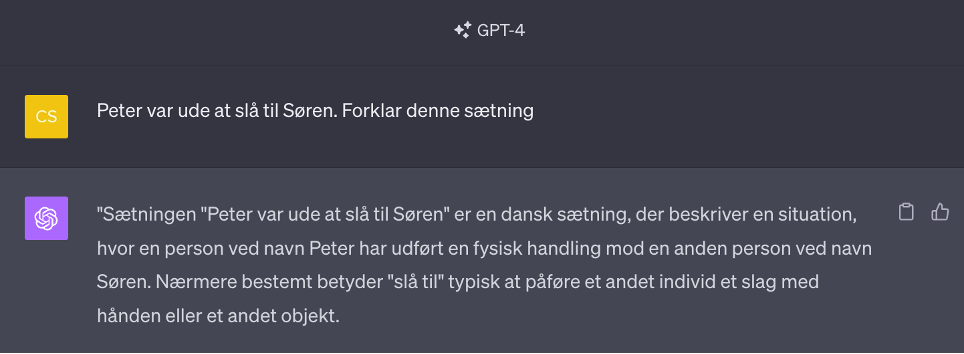 GPT-4
CS
Peter var ude at slå til Søren. Forklar denne sætning
"Sætningen "Peter var ude at slå til Søren" er en dansk sætning, der beskriver en situation,
hvor en person ved navn Peter har udført en fysisk handling mod en anden person ved navn
Søren. Nærmere bestemt betyder "slå til" typisk at påføre et andet individ et slag med
hånden eller et andet objekt.